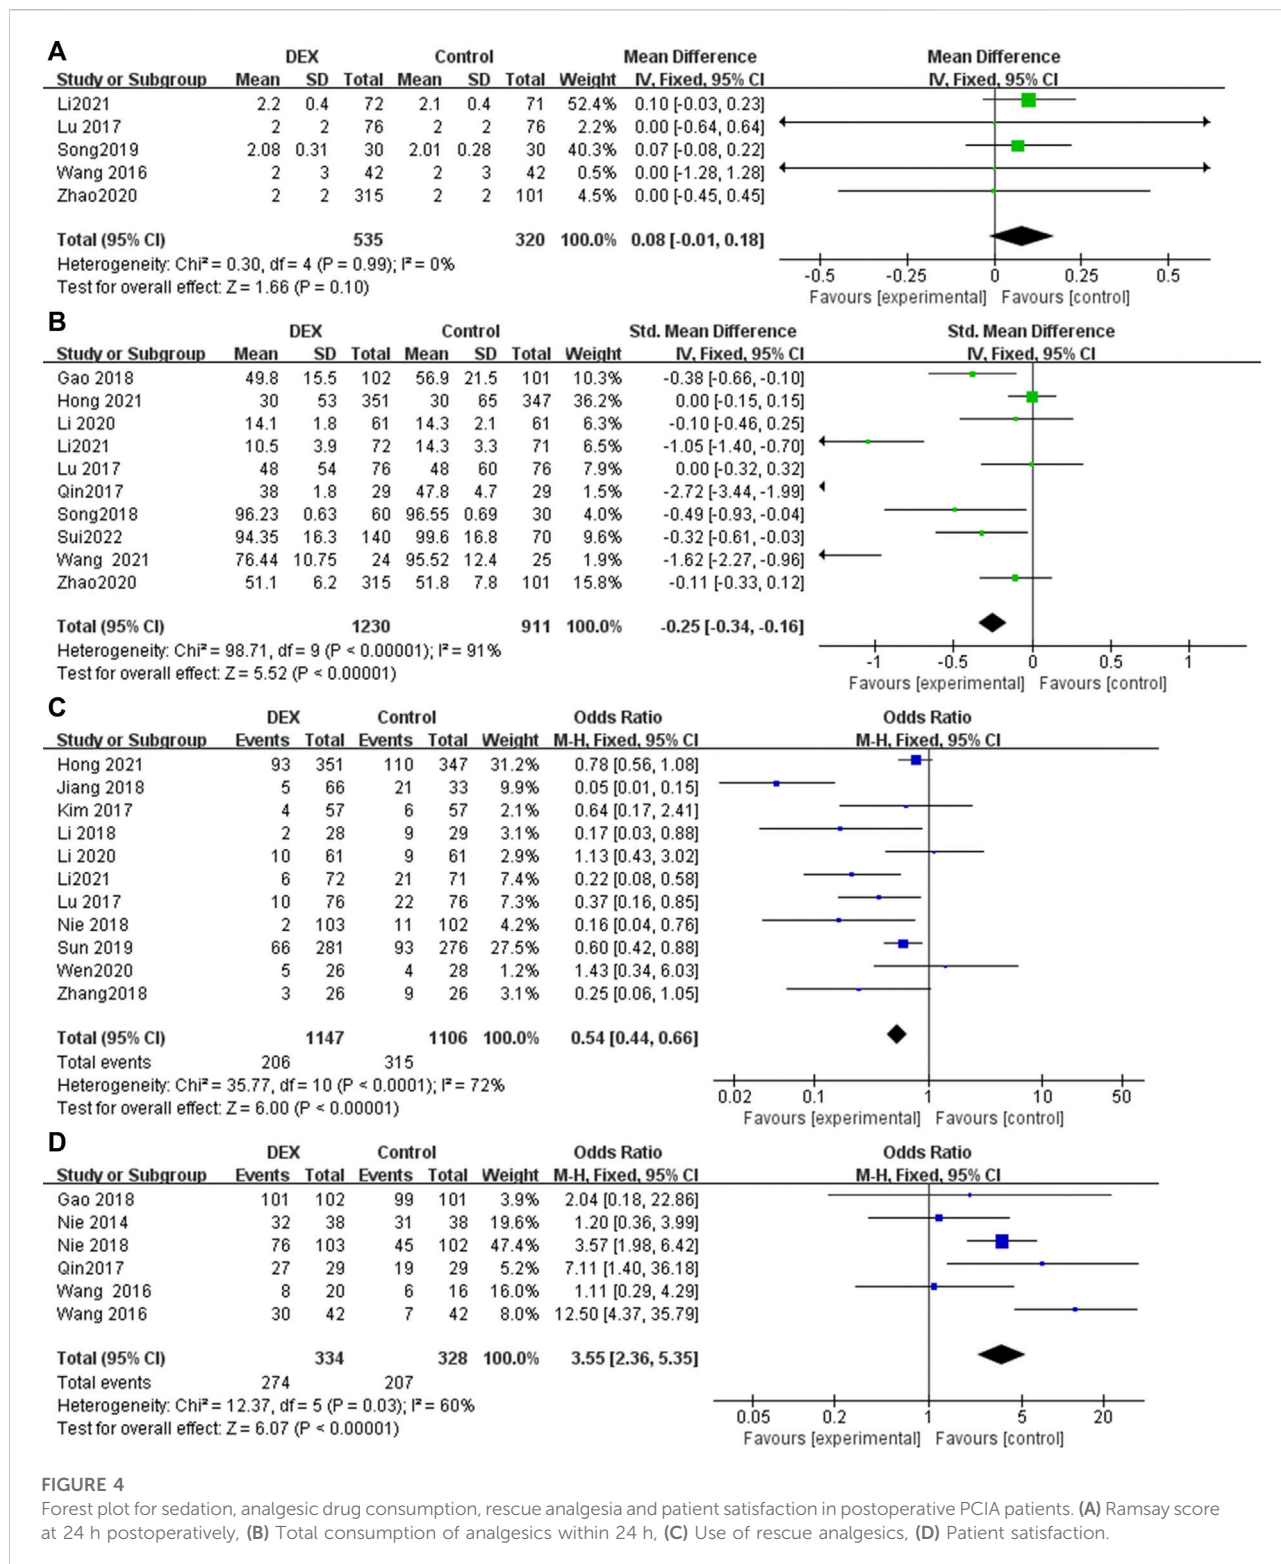 A
DEX Control Mean Difference Mean Difference
Study or Subgroup Mean SD Total Mean SD Total Weight IV, Fixed, 95% CI IV, Fixed, 95% CI
Li2021 2.2 0.4 72 2.1 0.4 71 52.4% 0.10 [-0.03, 0.23]
Lu 2017 2 2 76 2 2 76 2.2% 0.00 [-0.64, 0.64]
Song2019 2.08 0.31 30 2.01 0.28 30 40.3% 0.07 [-0.08, 0.22]
Wang 2016 2 3 42 2 3 42 0.5% 0.00 [-1.28, 1.28]
Zhao2020 2 2 315 2 2 101 4.5% 0.00 [-0.45, 0.45]
Total (95% CI) 535 320 100.0% 0.08 [-0.01, 0.18]
Heterogeneity: Chi² = 0.30, df = 4 (P = 0.99); I² = 0%
Test for overall effect: Z = 1.66 (P = 0.10)
-0.5 -0.25 0 0.25 0.5
Favours [experimental] Favours [control]
B
DEX Control Std. Mean Difference Std. Mean Difference
Study or Subgroup Mean SD Total Mean SD Total Weight IV, Fixed, 95% CI IV, Fixed, 95% CI
Gao 2018 49.8 15.5 102 56.9 21.5 101 10.3% -0.38 [-0.66, -0.10]
Hong 2021 30 53 351 30 65 347 36.2% 0.00 [-0.15, 0.15]
Li 2020 14.1 1.8 61 14.3 2.1 61 6.3% -0.10 [-0.46, 0.25]
Li2021 10.5 3.9 72 14.3 3.3 71 6.5% -1.05 [-1.40, -0.70]
Lu 2017 48 54 76 48 60 76 7.9% 0.00 [-0.32, 0.32]
Qin2017 38 1.8 29 47.8 4.7 29 1.5% -2.72 [-3.44, -1.99]
Song2018 96.23 0.63 60 96.55 0.69 30 4.0% -0.49 [-0.93, -0.04]
Sui2022 94.35 16.3 140 99.6 16.8 70 9.6% -0.32 [-0.61, -0.03]
Wang 2021 76.44 10.75 24 95.52 12.4 25 1.9% -1.62 [-2.27, -0.96]
Zhao2020 51.1 6.2 315 51.8 7.8 101 15.8% -0.11 [-0.33, 0.12]
Total (95% CI) 1230 911 100.0% -0.25 [-0.34, -0.16]
Heterogeneity: Chi² = 98.71, df = 9 (P < 0.00001); I² = 91%
Test for overall effect: Z = 5.52 (P < 0.00001)
-1 -0.5 0 0.5 1
Favours [experimental] Favours [control]
C
DEX Control Odds Ratio Odds Ratio
Study or Subgroup Events Total Events Total Weight M-H, Fixed, 95% CI M-H, Fixed, 95% CI
Hong 2021 93 351 110 347 31.2% 0.78 [0.56, 1.08]
Jiang 2018 5 66 21 33 9.9% 0.05 [0.01, 0.15]
Kim 2017 4 57 6 57 2.1% 0.64 [0.17, 2.41]
Li 2018 2 28 9 29 3.1% 0.17 [0.03, 0.88]
Li 2020 10 61 9 61 2.9% 1.13 [0.43, 3.02]
Li2021 6 72 21 71 7.4% 0.22 [0.08, 0.58]
Lu 2017 10 76 22 76 7.3% 0.37 [0.16, 0.85]
Nie 2018 2 103 11 102 4.2% 0.16 [0.04, 0.76]
Sun 2019 66 281 93 276 27.5% 0.60 [0.42, 0.88]
Wen2020 5 26 4 28 1.2% 1.43 [0.34, 6.03]
Zhang2018 3 26 9 26 3.1% 0.25 [0.06, 1.05]
Total (95% CI) 1147 1106 100.0% 0.54 [0.44, 0.66]
Total events 206 315
Heterogeneity: Chi² = 35.77, df = 10 (P < 0.0001); I² = 72%
Test for overall effect: Z = 6.00 (P < 0.00001)
0.02 0.1 1 10 50
Favours [experimental] Favours [control]
D
DEX Control Odds Ratio Odds Ratio
Study or Subgroup Events Total Events Total Weight M-H, Fixed, 95% CI M-H, Fixed, 95% CI
Gao 2018 101 102 99 101 3.9% 2.04 [0.18, 22.86]
Nie 2014 32 38 31 38 19.6% 1.20 [0.36, 3.99]
Nie 2018 76 103 45 102 47.4% 3.57 [1.98, 6.42]
Qin2017 27 29 19 29 5.2% 7.11 [1.40, 36.18]
Wang 2016 8 20 6 16 16.0% 1.11 [0.29, 4.29]
Wang 2016 30 42 7 42 8.0% 12.50 [4.37, 35.79]
Total (95% CI) 334 328 100.0% 3.55 [2.36, 5.35]
Total events 274 207
Heterogeneity: Chi² = 12.37, df = 5 (P = 0.03); I² = 60%
Test for overall effect: Z = 6.07 (P < 0.00001)
0.05 0.2 1 5 20
Favours [experimental] Favours [control]
FIGURE 4
Forest plot for sedation, analgesic drug consumption, rescue analgesia and patient satisfaction in postoperative PCIA patients. (A) Ramsay score
at 24 h postoperatively, (B) Total consumption of analgesics within 24 h, (C) Use of rescue analgesics, (D) Patient satisfaction.